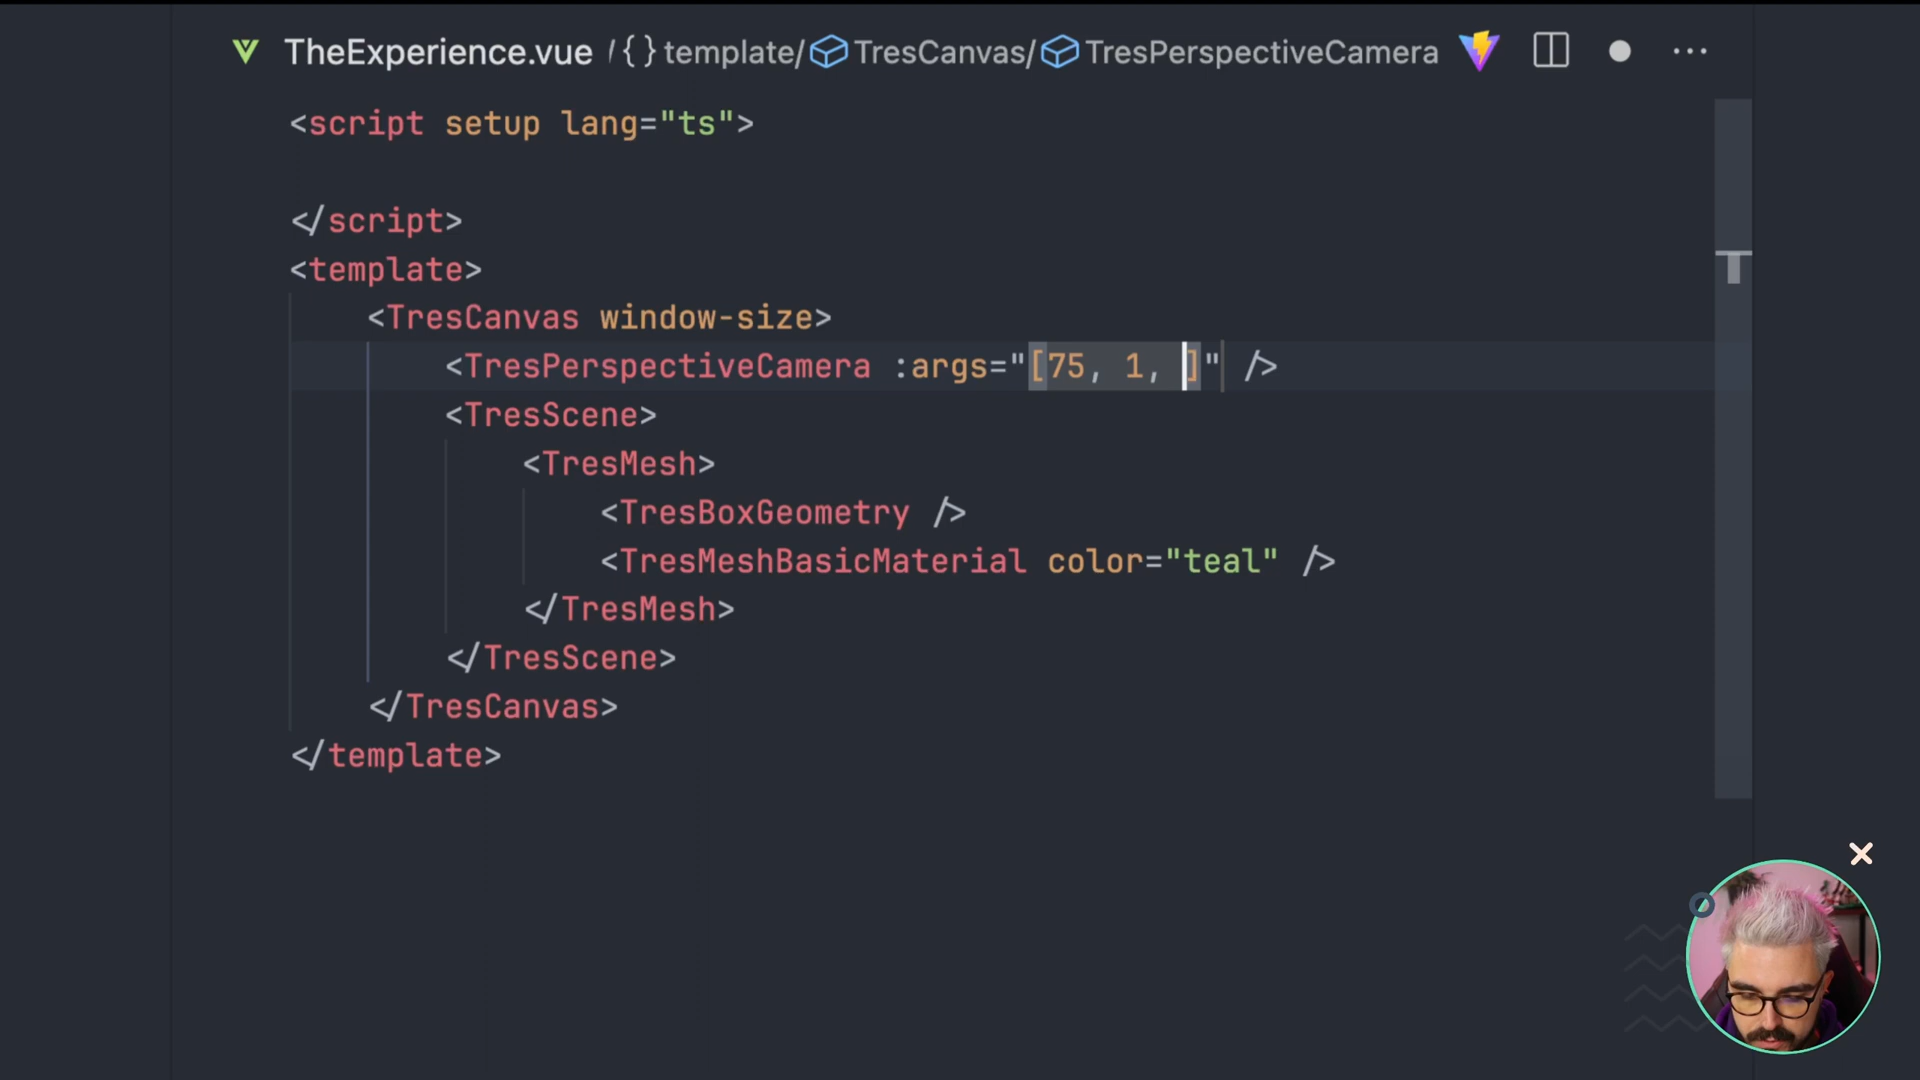 TheExperience.vue /{ } template/ TresCanvas/ TresPerspectiveCamera ...
<script setup lang="ts">
</script>
<template>
<TresCanvas window-size>
<TresPerspectiveCamera :args="[75, 1, ]" />
<TresScene>
<TresMesh>
<TresBoxGeometry />
<TresMeshBasicMaterial color="teal" />
</TresMesh>
</TresScene>
</TresCanvas>
</template>